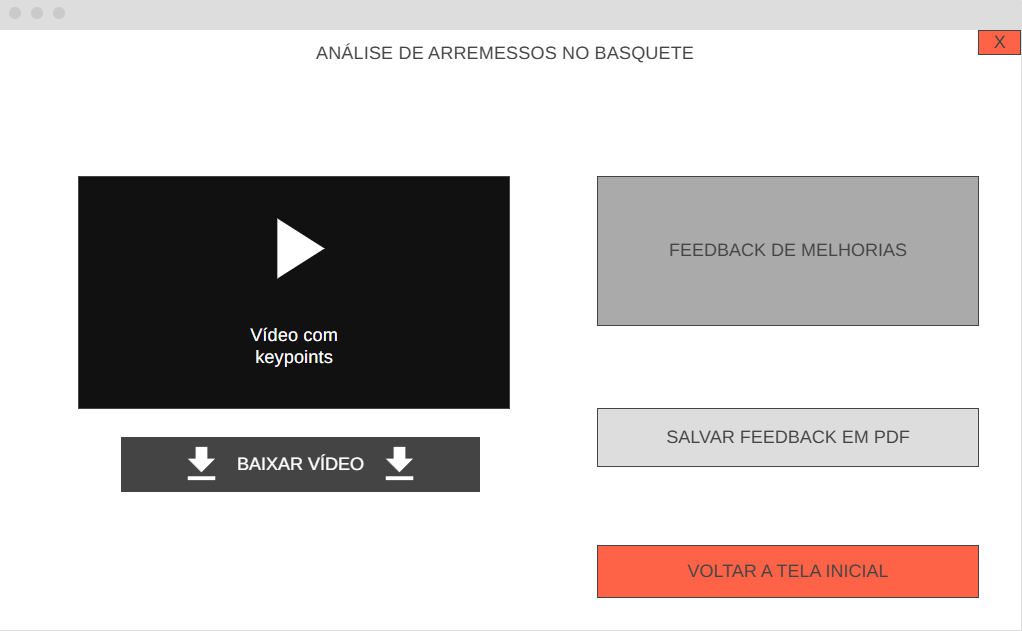 ANÁLISE DE ARREMESSOS NO BASQUETE
X
Vídeo com
keypoints
BAIXAR VÍDEO
FEEDBACK DE MELHORIAS
SALVAR FEEDBACK EM PDF
VOLTAR A TELA INICIAL